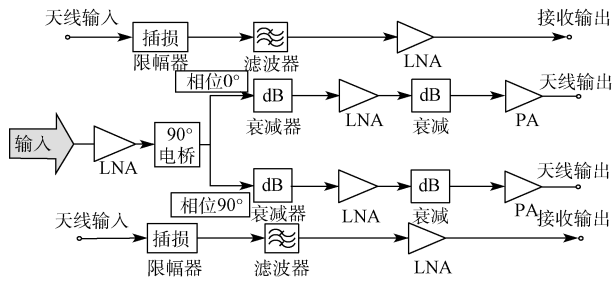 天线输入
接收输出
插损
限幅器
滤波器
LNA
相位0°
天线输出
dB
dB
衰减器
LNA
衰减
PA
输入
LNA
90°
电桥
天线输出
dB
dB
相位90°
衰减器
LNA
衰减
PA
天线输入
接收输出
插损
限幅器
滤波器
LNA